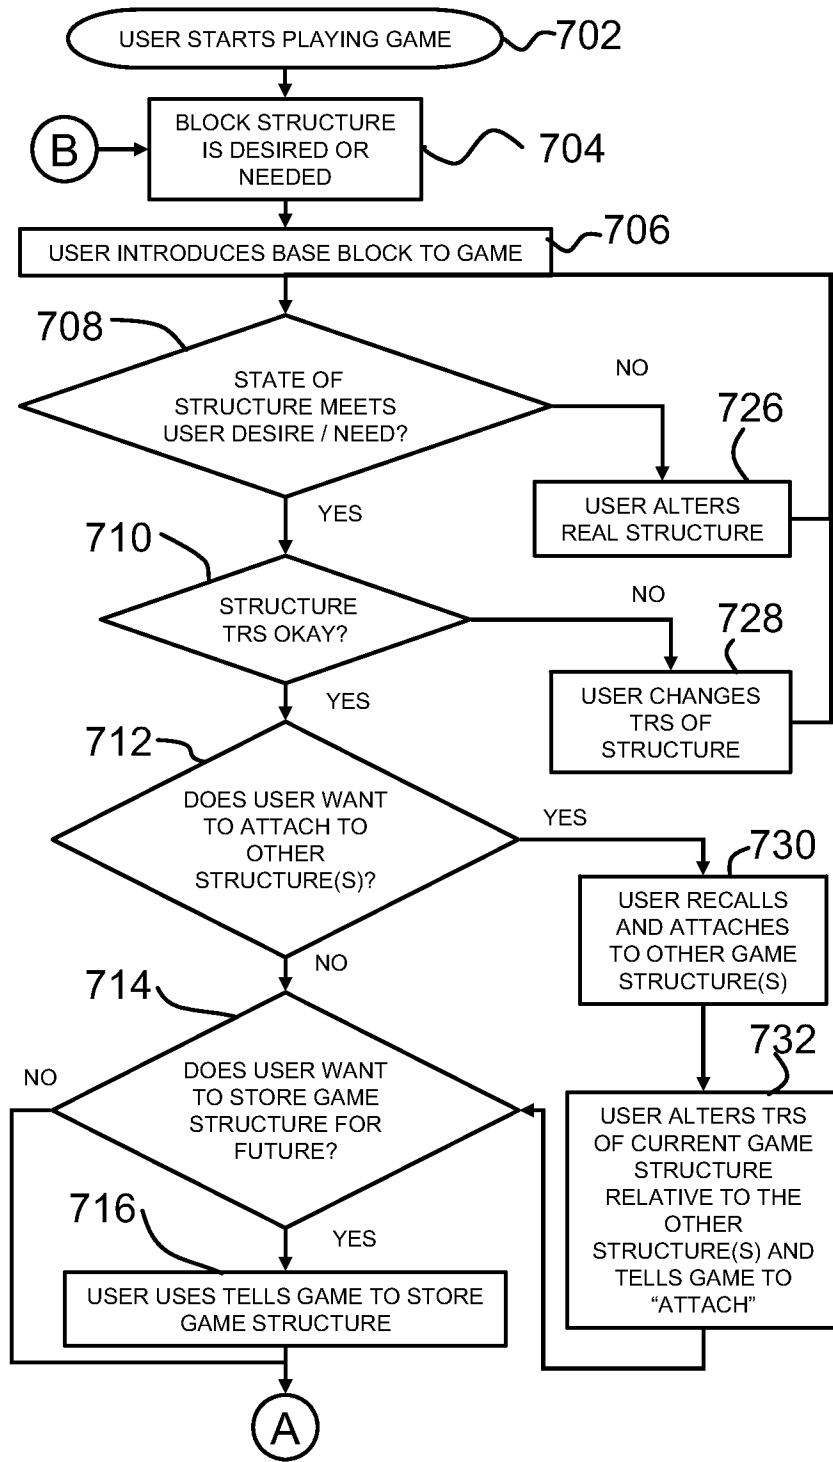 USER STARTS PLAYING GAME
702
BLOCK STRUCTURE
IS DESIRED OR
NEEDED
B
704
USER INTRODUCES BASE BLOCK TO GAME
706
708
STATE OF
STRUCTURE MEETS
USER DESIRE / NEED?
NO
726
USER ALTERS
REAL STRUCTURE
YES
710
STRUCTURE
TRS OKAY?
NO
728
USER CHANGES
TRS OF
STRUCTURE
YES
712
DOES USER WANT
TO ATTACH TO
OTHER
STRUCTURE(S)?
YES
730
USER RECALLS
AND ATTACHES
TO OTHER GAME
STRUCTURE(S)
NO
714
DOES USER WANT
TO STORE GAME
STRUCTURE FOR
FUTURE?
NO
732
USER ALTERS TRS
OF CURRENT GAME
STRUCTURE
RELATIVE TO THE
OTHER
STRUCTURE(S) AND
TELLS GAME TO
“ATTACH”
YES
716
USER USES TELLS GAME TO STORE
GAME STRUCTURE
A